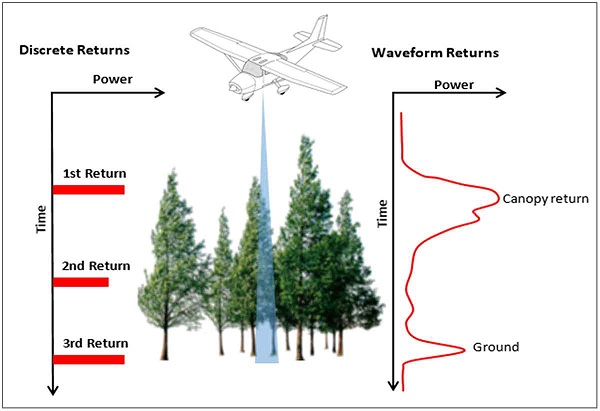 Discrete Returns
Power
Time
1st Return
2nd Return
3rd Return
Waveform Returns
Power
Time
Canopy return
Ground